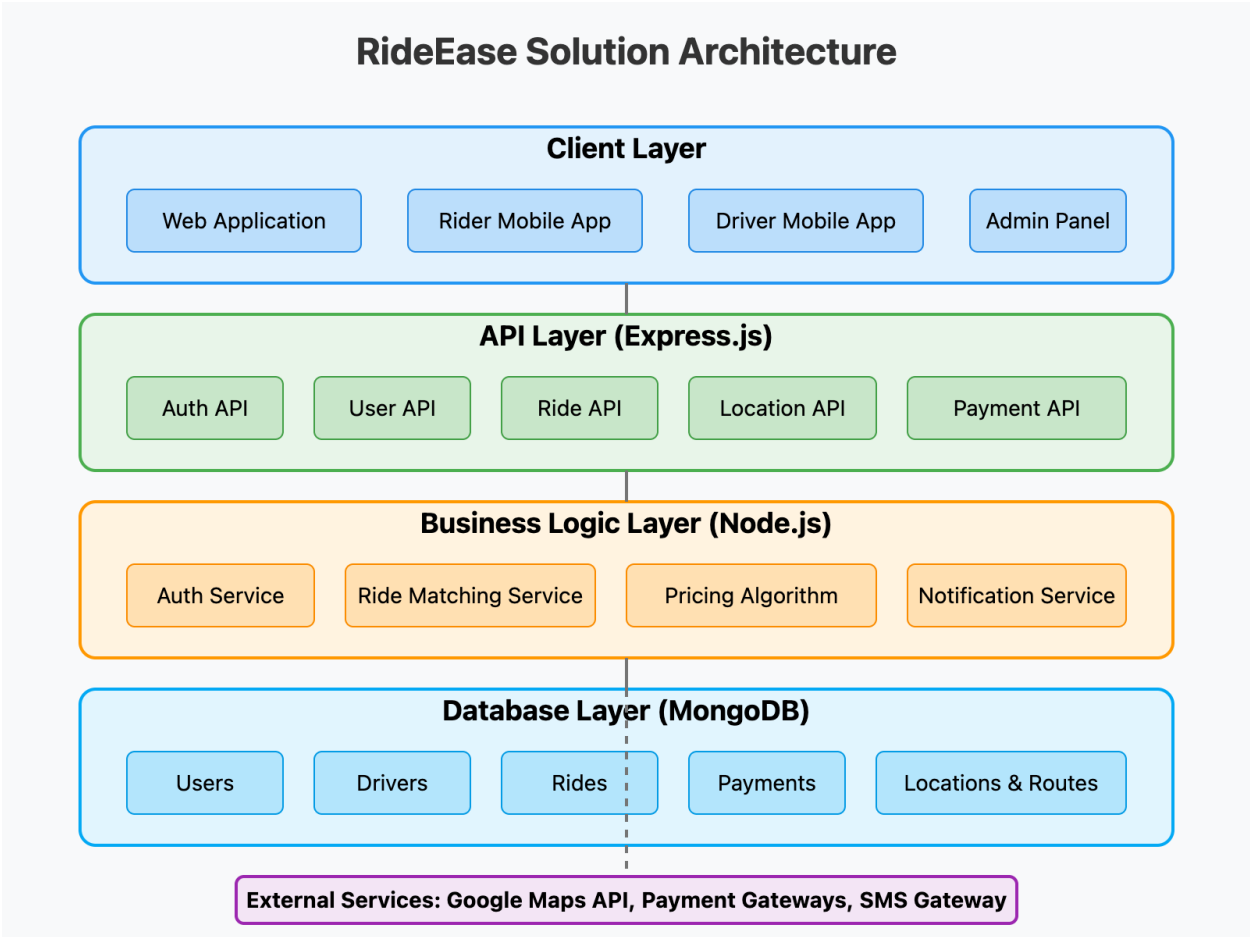 RideEase Solution Architecture
Client Layer
Web Application
Rider Mobile App
Driver Mobile App
Admin Panel
API Layer (Express.js)
Auth API
User API
Ride API
Location API
Payment API
Business Logic Layer (Node.js)
Auth Service
Ride Matching Service
Pricing Algorithm
Notification Service
Database Layer (MongoDB)
Users
Drivers
Rides
Payments
Locations & Routes
External Services: Google Maps API, Payment Gateways, SMS Gateway